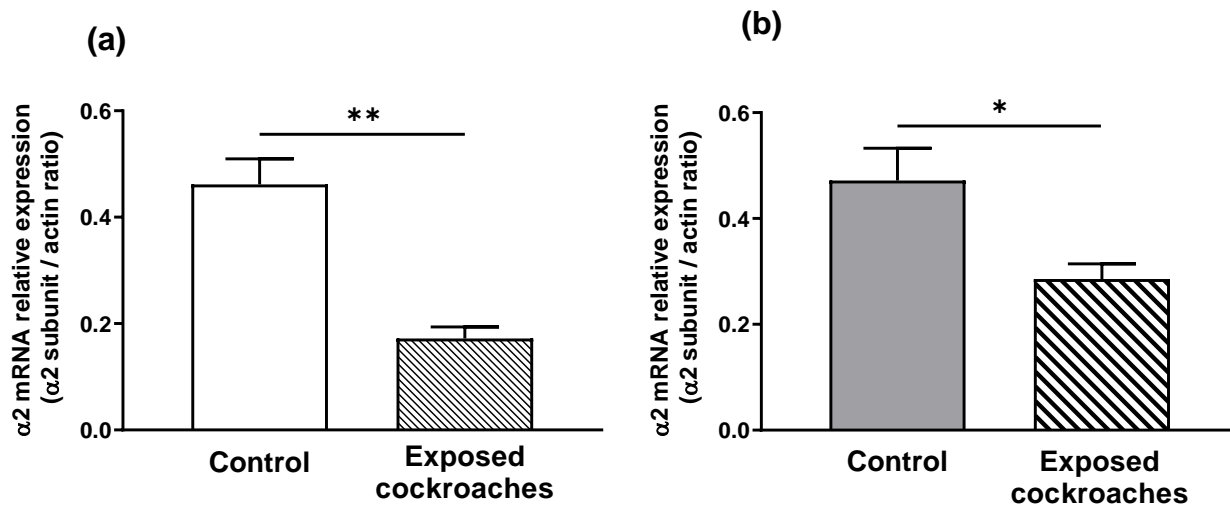 (a)
α2 mRNA relative expression
(α2 subunit / actin ratio)
0.6
0.4
0.2
0.0
**
Control
Exposed
cockroaches
(b)
α2 mRNA relative expression
(α2 subunit / actin ratio)
0.6
0.4
0.2
0.0
*
Control
Exposed
cockroaches